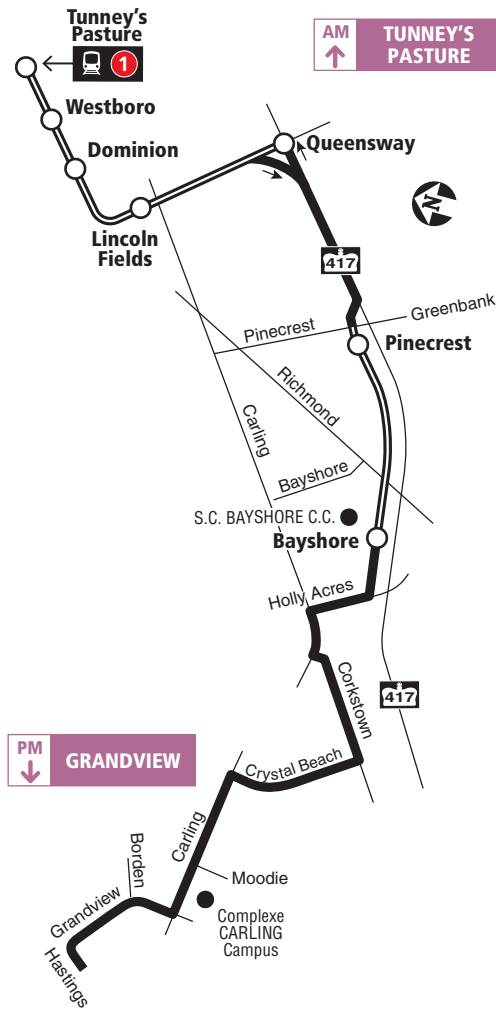 Tunney's
Pasture
1
AM
TUNNEY'S
PASTURE
Westboro
Dominion
Queensway
Lincoln
Fields
N
417
Greenbank
Pinecrest
Pinecrest
Richmond
Carling
Bayshore
S.C. BAYSHORE C.C.
Bayshore
Holly Acres
Corkstown
417
PM
GRANDVIEW
Crystal Beach
Carling
Borden
Moodie
Grandview
Complexe
CARLING
Campus
Hastings